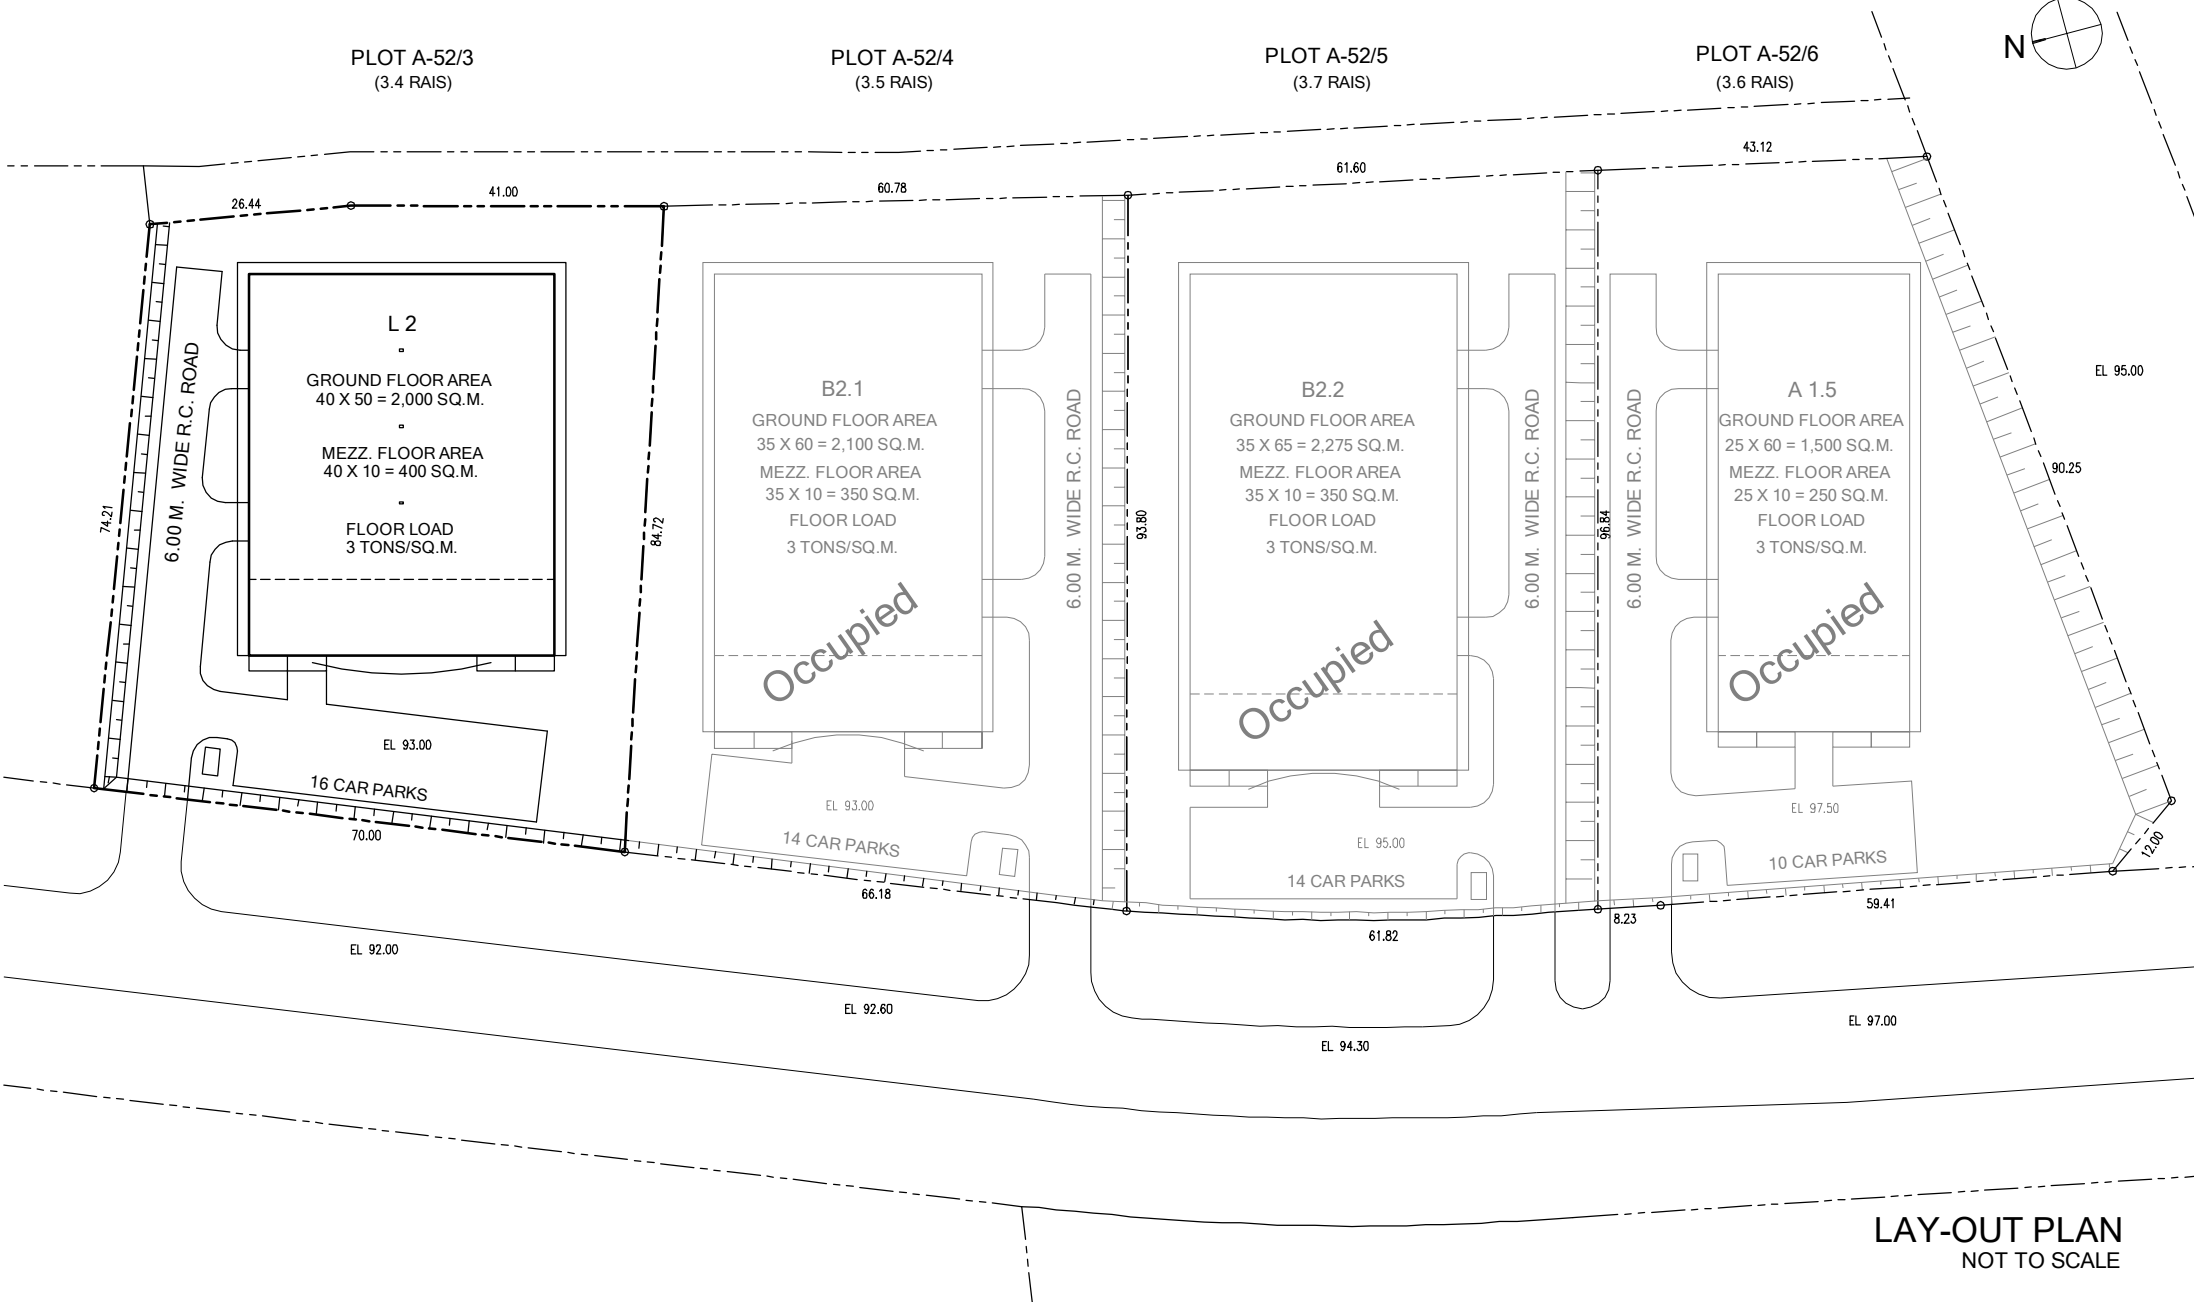 PLOT A-52/3
(3.4 RAIS)
PLOT A-52/4
(3.5 RAIS)
PLOT A-52/5
(3.7 RAIS)
PLOT A-52/6
(3.6 RAIS)
N
26.44
41.00
60.78
61.60
43.12
74.21
6.00 M. WIDE R.C. ROAD
L 2
GROUND FLOOR AREA
40 X 50 = 2,000 SQ.M.
MEZZ. FLOOR AREA
40 X 10 = 400 SQ.M.
FLOOR LOAD
3 TONS/SQ.M.
EL 93.00
16 CAR PARKS
70.00
84.72
B2.1
GROUND FLOOR AREA
35 X 60 = 2,100 SQ.M.
MEZZ. FLOOR AREA
35 X 10 = 350 SQ.M.
FLOOR LOAD
3 TONS/SQ.M.
Occupied
EL 93.00
14 CAR PARKS
66.18
6.00 M. WIDE R.C. ROAD
93.80
B2.2
GROUND FLOOR AREA
35 X 65 = 2,275 SQ.M.
MEZZ. FLOOR AREA
35 X 10 = 350 SQ.M.
FLOOR LOAD
3 TONS/SQ.M.
Occupied
EL 95.00
14 CAR PARKS
61.82
6.00 M. WIDE R.C. ROAD
96.84
6.00 M. WIDE R.C. ROAD
A 1.5
GROUND FLOOR AREA
25 X 60 = 1,500 SQ.M.
MEZZ. FLOOR AREA
25 X 10 = 250 SQ.M.
FLOOR LOAD
3 TONS/SQ.M.
Occupied
EL 97.50
10 CAR PARKS
8.23
59.41
12.00
90.25
EL 95.00
EL 92.00
EL 92.60
EL 94.30
EL 97.00
LAY-OUT PLAN
NOT TO SCALE